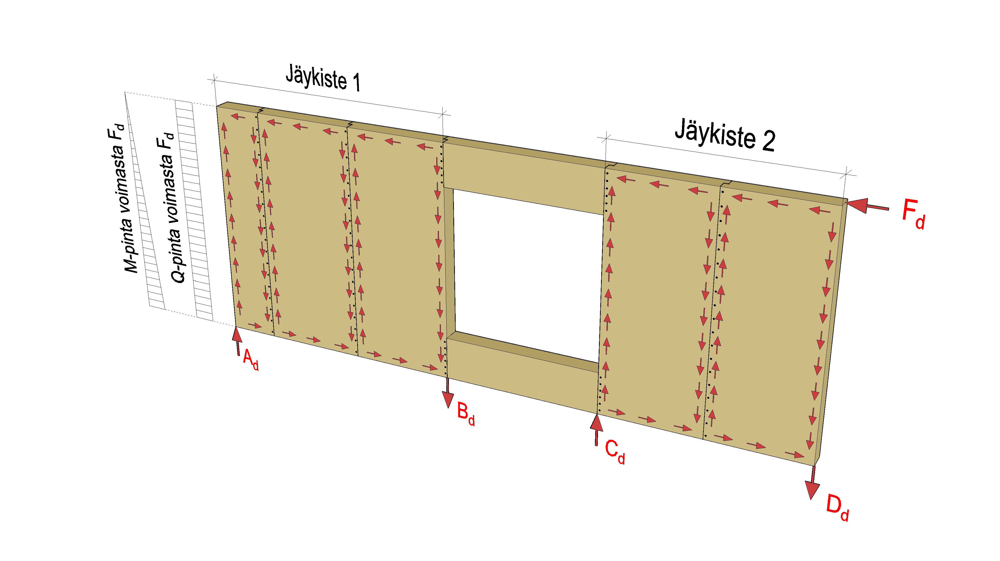 Jäykiste 1
Jäykiste 2
M-pinta voimasta Fd
Q-pinta voimasta Fd
Fd
Ad
Bd
Cd
Dd